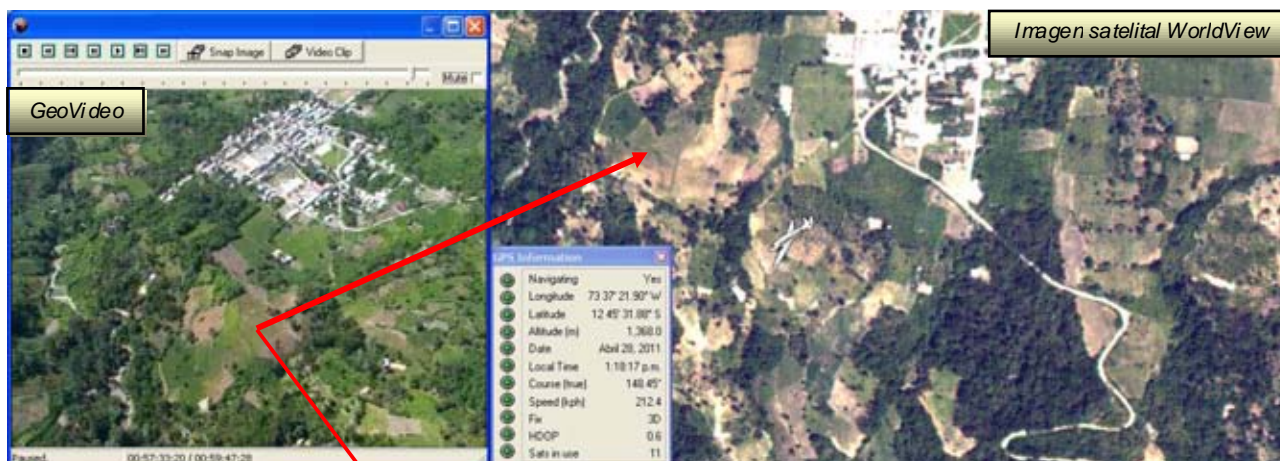 Snap Image Video Clip
Mute
GeoVideo
Imagen satelital WorldView
GPS Information
Navigating Yes
Longitude 73 37' 21.90" W
Latitude 12 45' 31.88" S
Altitude (m) 1,368.0
Date Abril 28, 2011
Local Time 1:18:17 p.m.
Course (true) 148.45°
Speed (kph) 212.4
Fix 3D
HDOP 0.6
Sats in use 11
Paused 00:57:33:20 / 00:59:47:28